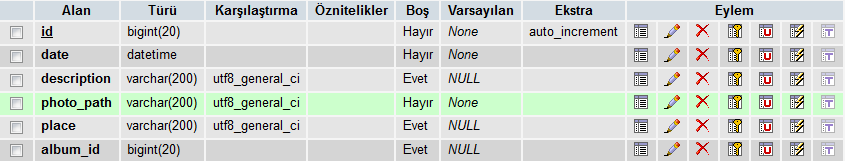 Alan Türü Karşılaştırma Öznitelikler Boş Varsayılan Ekstra Eylem
id bigint(20) Hayır None auto_increment
date datetime Hayır None
description varchar(200) utf8_general_ci Evet NULL
photo_path varchar(200) utf8_general_ci Hayır None
place varchar(200) utf8_general_ci Evet NULL
album_id bigint(20) Evet NULL